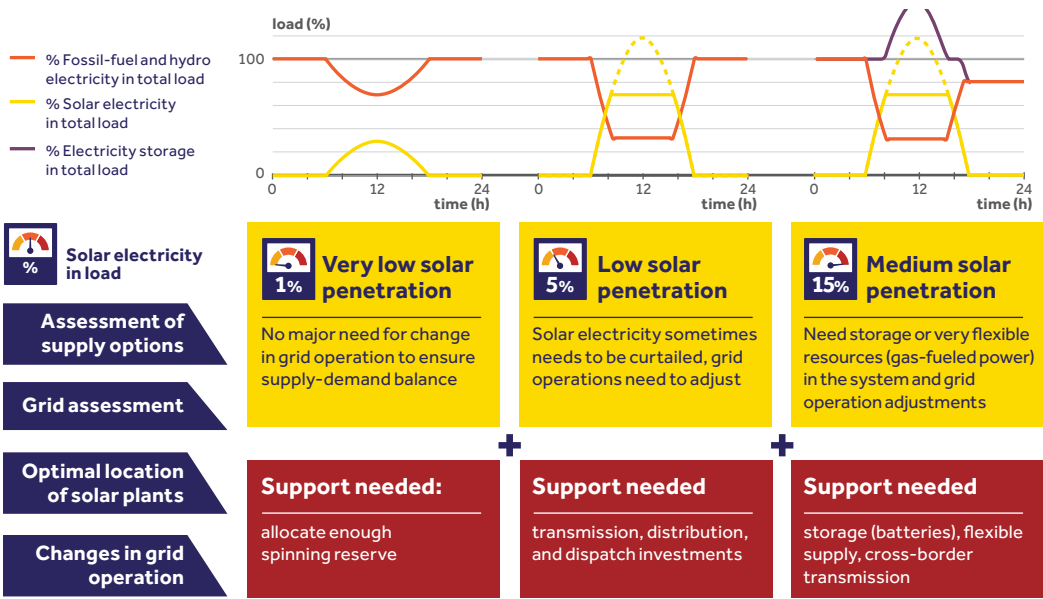 load (%)
100
0
% Fossil-fuel and hydro
electricity in total load
% Solar electricity
in total load
% Electricity storage
in total load
0
12
24
time (h)
0
12
24
time (h)
0
12
24
time (h)
%
Solar electricity
in load
Assessment of
supply options
Grid assessment
Optimal location
of solar plants
Changes in grid
operation
1%
Very low solar
penetration
No major need for change
in grid operation to ensure
supply-demand balance
5%
Low solar
penetration
Solar electricity sometimes
needs to be curtailed, grid
operations need to adjust
15%
Medium solar
penetration
Need storage or very flexible
resources (gas-fueled power)
in the system and grid
operation adjustments
+
+
Support needed:
allocate enough
spinning reserve
Support needed
transmission, distribution,
and dispatch investments
Support needed
storage (batteries), flexible
supply, cross-border
transmission